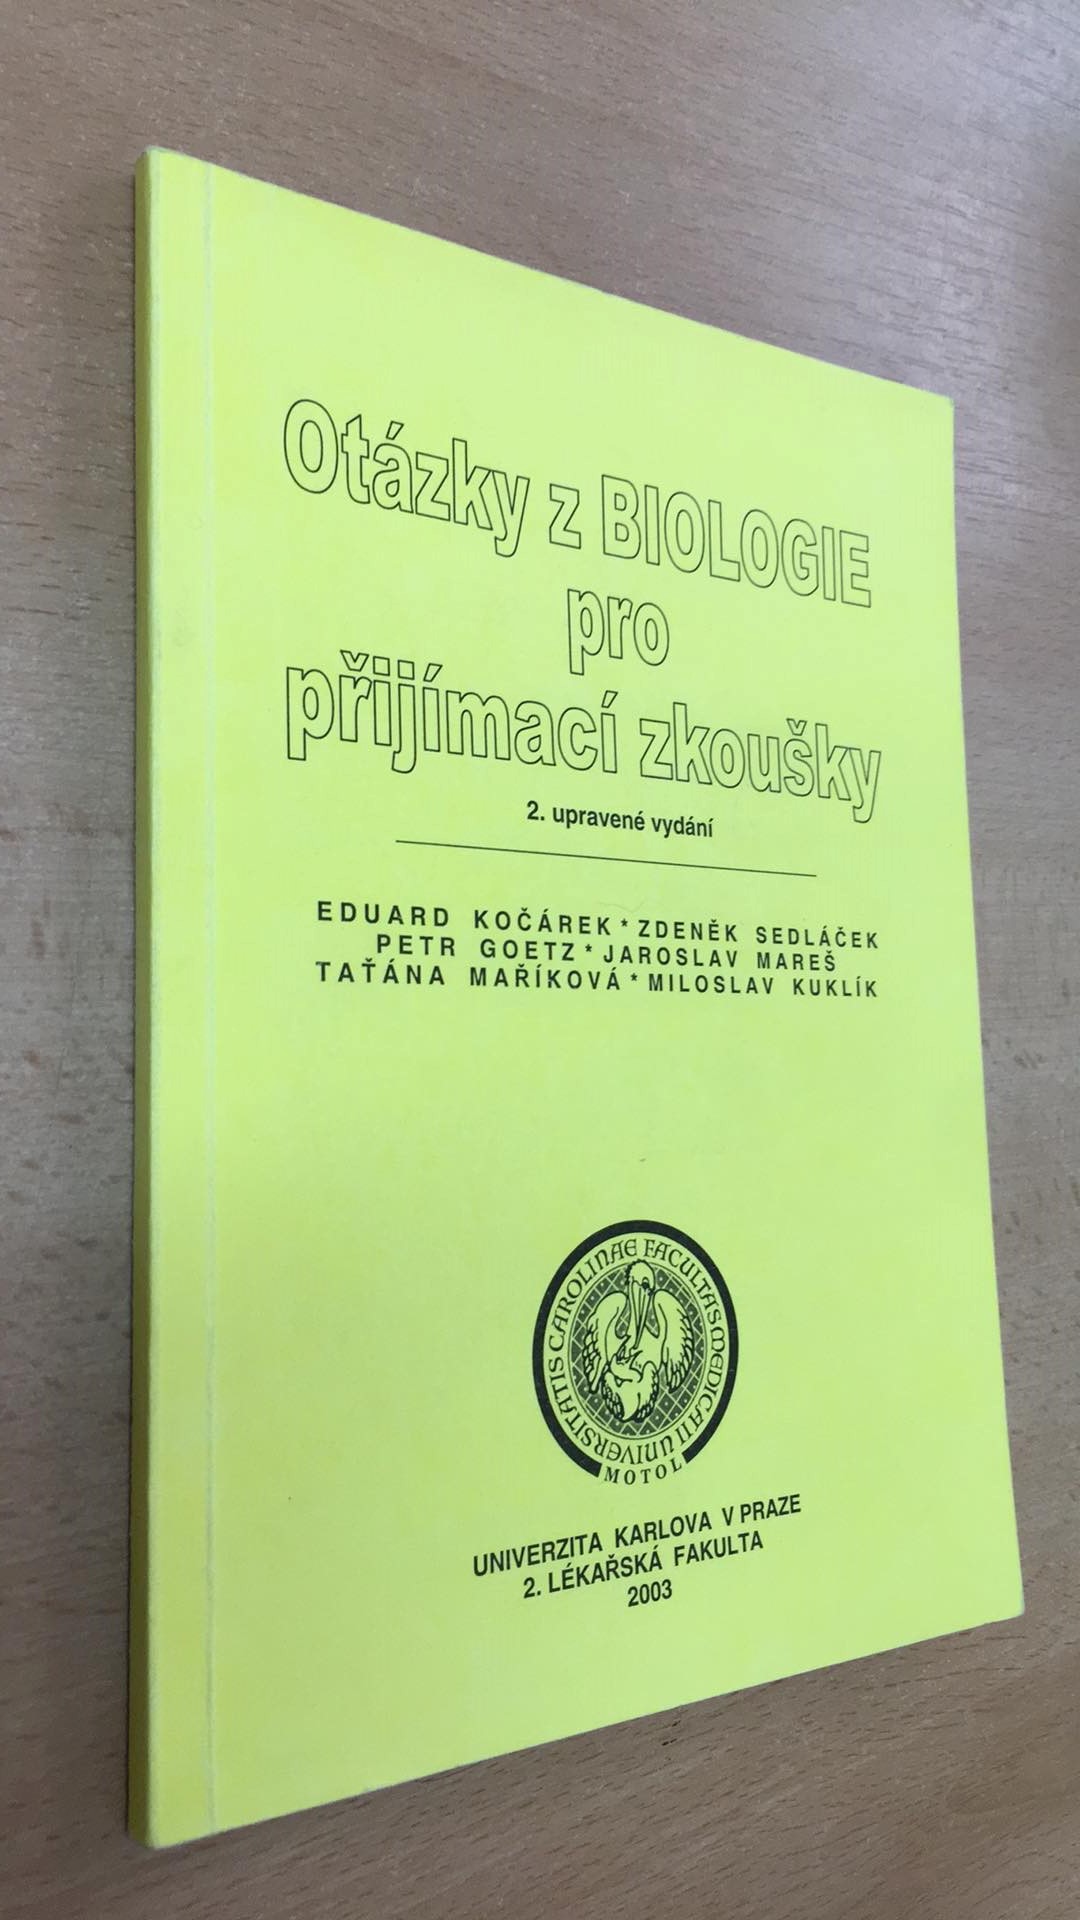 Otázky z BIOLOGIE
pro
přijímací zkoušky
2. upravené vydání
EDUARD KOČÁREK * ZDENĚK SEDLÁČEK
PETR GOETZ * JAROSLAV MAREŠ
TAŤÁNA MAŘÍKOVÁ * MILOSLAV KUKLÍK
UNIVERSITATIS CAROLINAE FACULTAS MEDICA II
MOTOL
UNIVERZITA KARLOVA V PRAZE
2. LÉKAŘSKÁ FAKULTA
2003